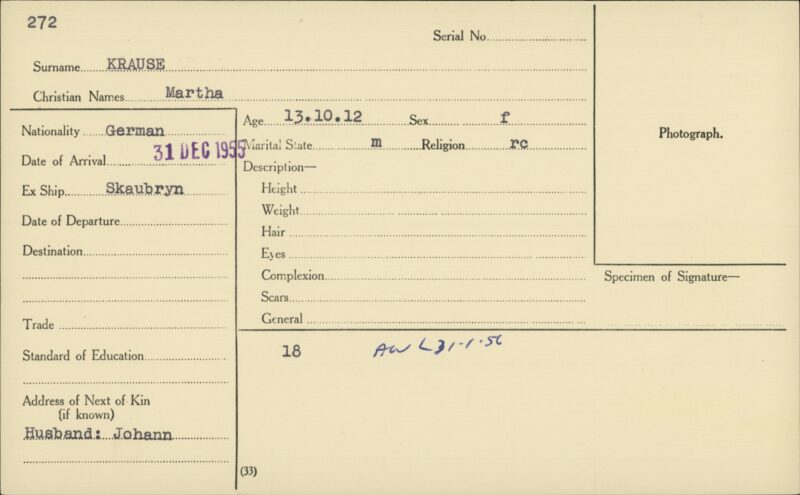 272
Serial No.
Surname KRAUSE
Christian Names Martha
Nationality German
Date of Arrival 31 DEC 1955
Ex Ship Skaubryn
Date of Departure
Destination
Trade
Standard of Education
Address of Next of Kin
(if known)
Husband: Johann
Age 13.10.12 Sex f
Marital State m Religion rc
Description—
Height
Weight
Hair
Eyes
Complexion
Scars
General
18 31-1-56
(33)
Photograph.
Specimen of Signature—